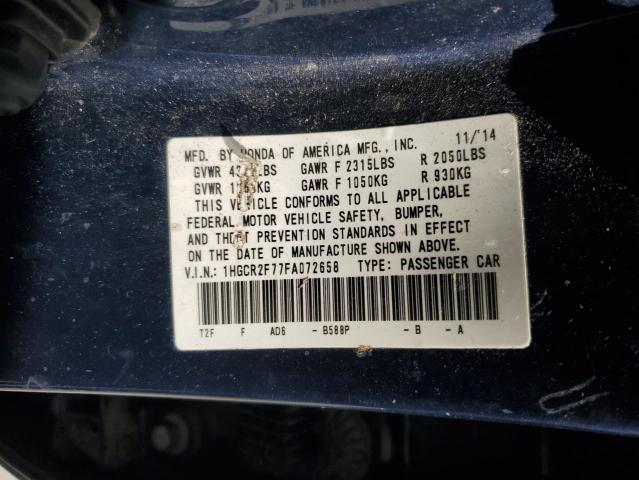 MFD. BY HONDA OF AMERICA MFG., INC. 11/'14
GVWR GAWR F 2315LBS R 2050LBS
GVWR GAWR F 1050KG R 930KG
THIS VEHICLE CONFORMS TO ALL APPLICABLE
FEDERAL MOTOR VEHICLE SAFETY, BUMPER,
AND THEFT PREVENTION STANDARDS IN EFFECT
ON THE DATE OF MANUFACTURE SHOWN ABOVE.
V.I.N.: 1HGCR2F77FA072658 TYPE: PASSENGER CAR
T2F F AD6 -B588P -B -A